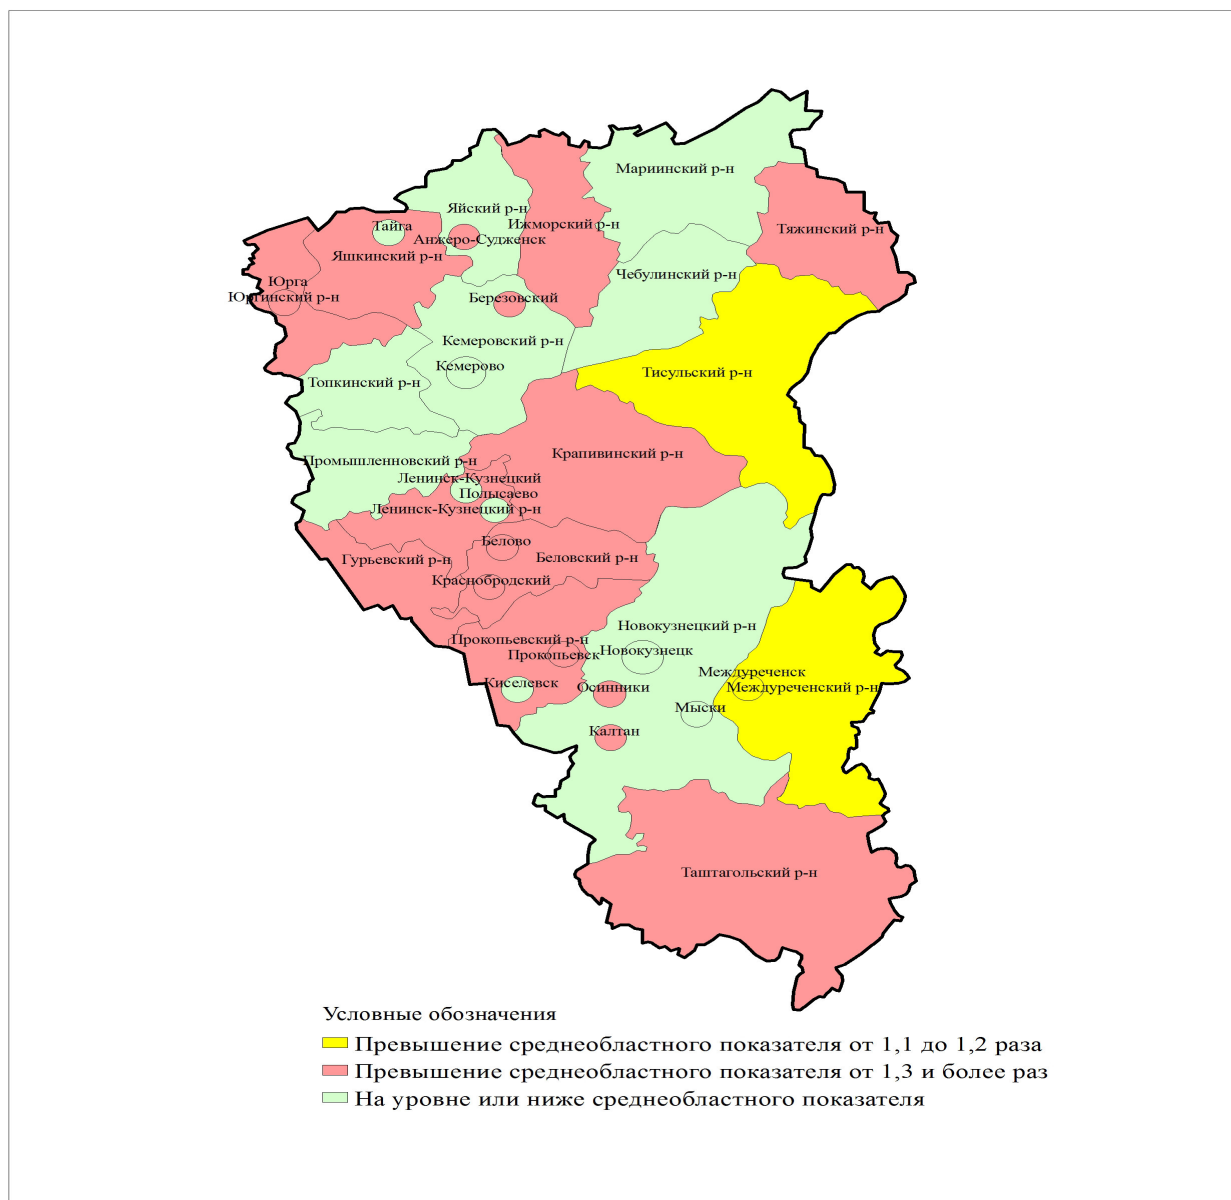 Мариинский р-н
Яйский р-н
Ижморский р-н
Тайга
Тяжинский р-н
Анжеро-Судженск
Яшкинский р-н
Чебулинский р-н
Юрга
Юргинский р-н
Березовский
Кемеровский р-н
Кемерово
Тисульский р-н
Топкинский р-н
Крапивинский р-н
Промышленновский р-н
Ленинск-Кузнецкий
Полысаево
Ленинск-Кузнецкий р-н
Белово
Гурьевский р-н
Беловский р-н
Краснобродский
Новокузнецкий р-н
Прокопьевский р-н
Новокузнецк
Прокопьевск
Междуреченск
Киселевск
Осинники
Междуреченский р-н
Мыски
Калтан
Таштагольский р-н
Условные обозначения
Превышение среднеобластного показателя от 1,1 до 1,2 раза
Превышение среднеобластного показателя от 1,3 и более раз
На уровне или ниже среднеобластного показателя